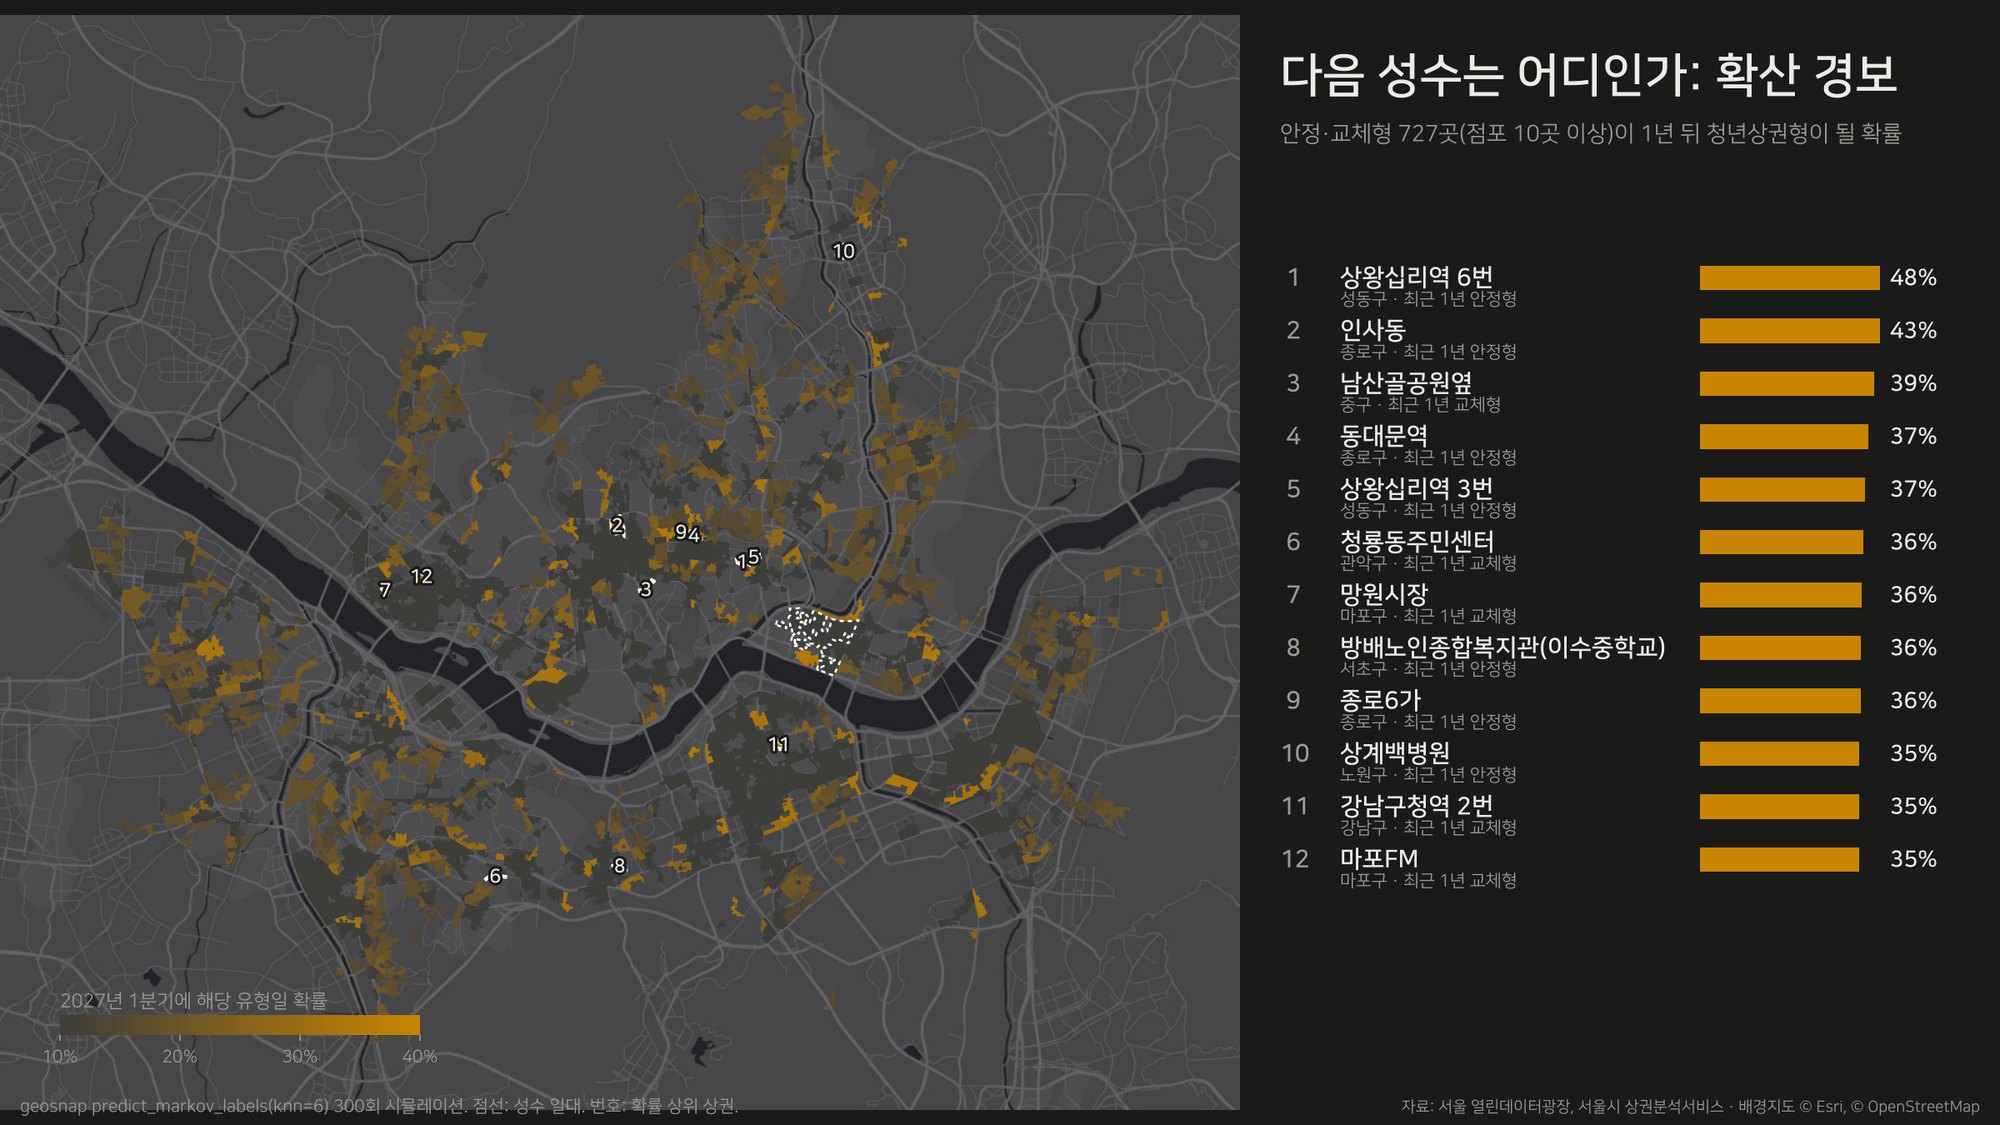 다음 성수는 어디인가: 확산 경보
안정·교체형 727곳(점포 10곳 이상)이 1년 뒤 청년상권형이 될 확률
1 상왕십리역 6번 48%
성동구 · 최근 1년 안정형
2 인사동 43%
종로구 · 최근 1년 안정형
3 남산골공원옆 39%
중구 · 최근 1년 교체형
4 동대문역 37%
종로구 · 최근 1년 안정형
5 상왕십리역 3번 37%
성동구 · 최근 1년 안정형
6 청룡동주민센터 36%
관악구 · 최근 1년 교체형
7 망원시장 36%
마포구 · 최근 1년 교체형
8 방배노인종합복지관(이수중학교) 36%
서초구 · 최근 1년 안정형
9 종로6가 36%
종로구 · 최근 1년 안정형
10 상계백병원 35%
노원구 · 최근 1년 안정형
11 강남구청역 2번 35%
강남구 · 최근 1년 교체형
12 마포FM 35%
마포구 · 최근 1년 교체형
10
2
94
15
3
12
7
11
8
6
2027년 1분기에 해당 유형일 확률
10% 20% 30% 40%
geosnap predict_markov_labels(knn=6) 300회 시뮬레이션. 점선: 성수 일대. 번호: 확률 상위 상권.
자료: 서울 열린데이터광장, 서울시 상권분석서비스 · 배경지도 © Esri, © OpenStreetMap